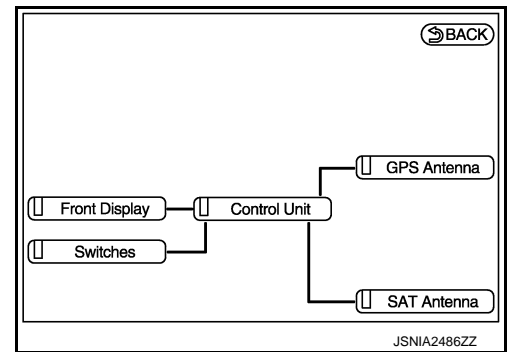 BACK
GPS Antenna
Front Display
Control Unit
Switches
SAT Antenna
JSNIA2486ZZ